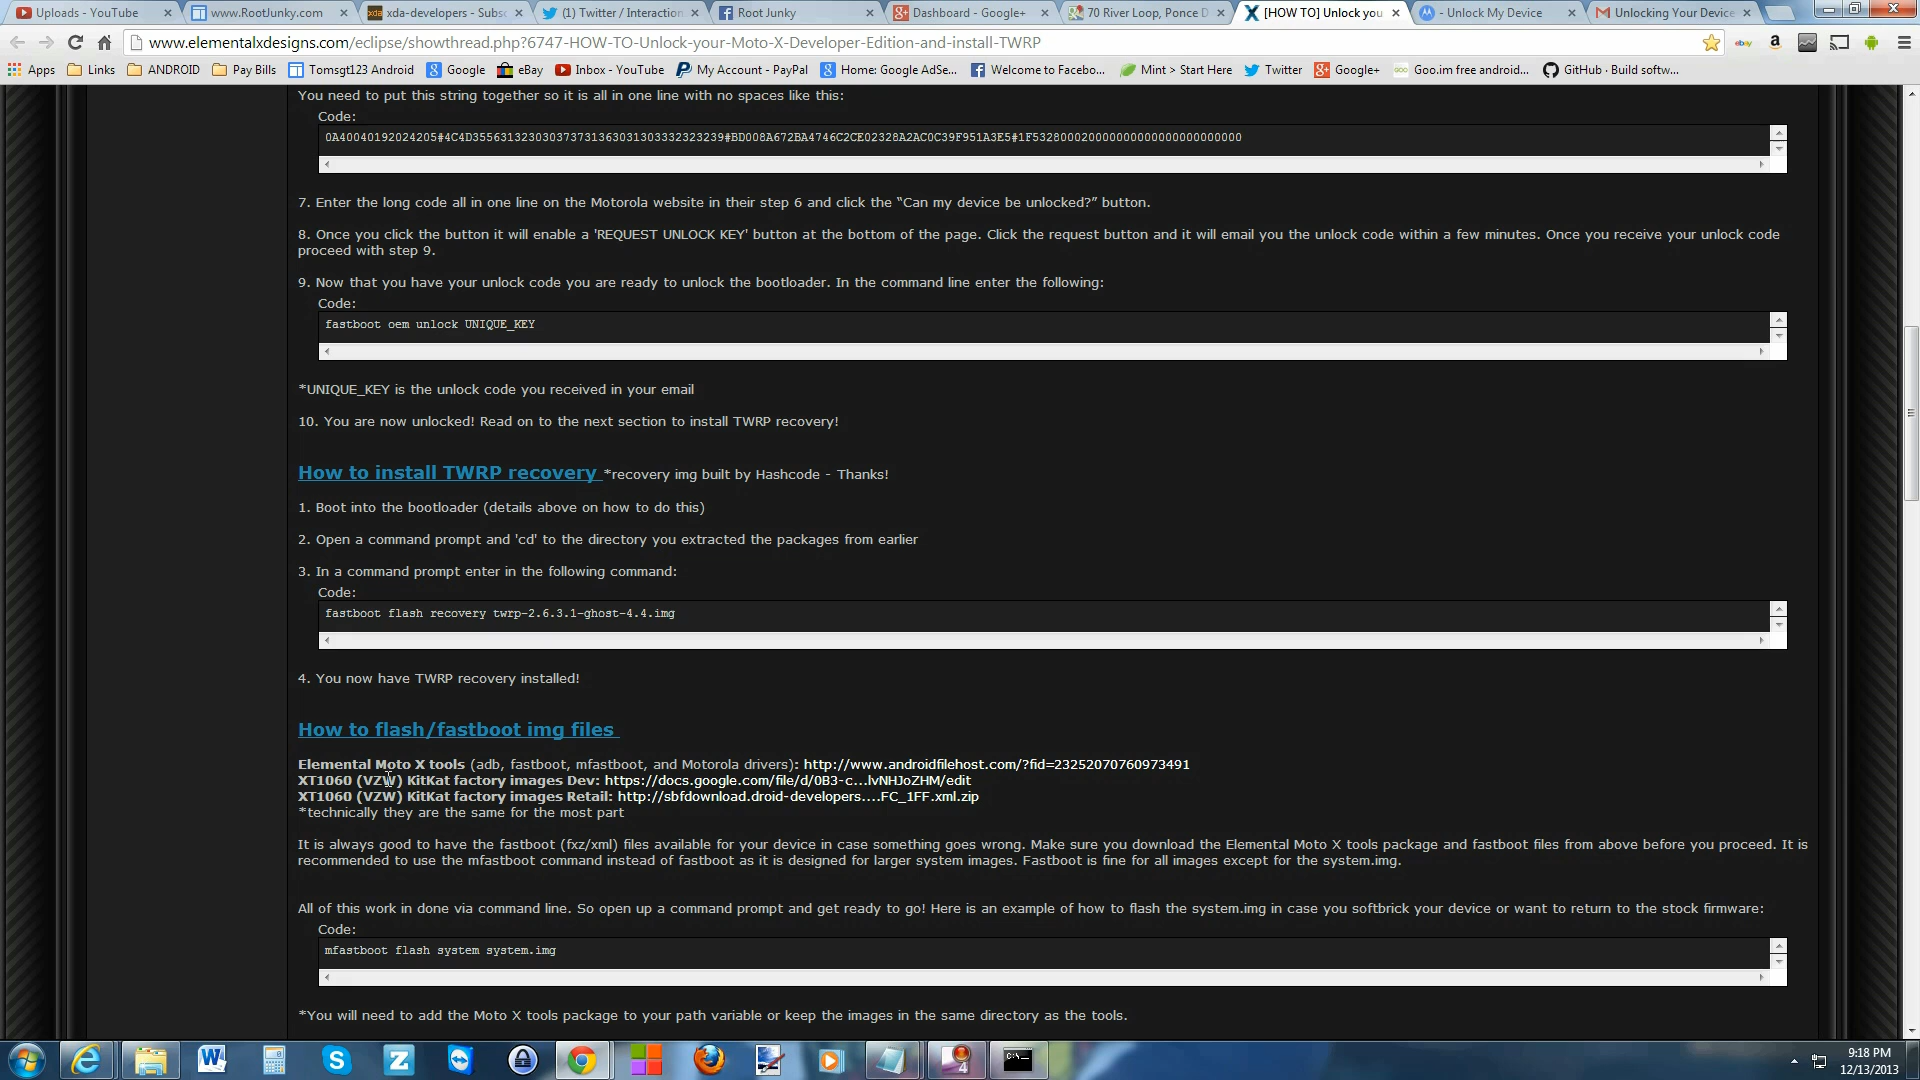 Uploads - YouTube
www.RootJunky.com
xda-developers - Subsc
(1) Twitter / Interaction
Root Junky
Dashboard - Google+
70 River Loop, Ponce D
[HOW TO] Unlock you
- Unlock My Device
Unlocking Your Device
www.elementalxdesigns.com/eclipse/showthread.php?6747-HOW-TO-Unlock-your-Moto-X-Developer-Edition-and-install-TWRP
Apps
Links
ANDROID
Pay Bills
Tomsgt123 Android
Google
eBay
Inbox - YouTube
My Account - PayPal
Home: Google AdSe...
Welcome to Facebo...
Mint > Start Here
Twitter
Google+
Goo.im free android...
GitHub · Build softw...
You need to put this string together so it is all in one line with no spaces like this:
Code:
0A40040192024205#4C4D3556313230303737313630313033323239#BD008A672BA4746C2CE02328A2AC0C39F951A3E5#1F532800020000000000000000000000
7. Enter the long code all in one line on the Motorola website in their step 6 and click the “Can my device be unlocked?” button.
8. Once you click the button it will enable a 'REQUEST UNLOCK KEY' button at the bottom of the page. Click the request button and it will email you the unlock code within a few minutes. Once you receive your unlock code
proceed with step 9.
9. Now that you have your unlock code you are ready to unlock the bootloader. In the command line enter the following:
Code:
fastboot oem unlock UNIQUE_KEY
*UNIQUE_KEY is the unlock code you received in your email
10. You are now unlocked! Read on to the next section to install TWRP recovery!
How to install TWRP recovery *recovery img built by Hashcode - Thanks!
1. Boot into the bootloader (details above on how to do this)
2. Open a command prompt and 'cd' to the directory you extracted the packages from earlier
3. In a command prompt enter in the following command:
Code:
fastboot flash recovery twrp-2.6.3.1-ghost-4.4.img
4. You now have TWRP recovery installed!
How to flash/fastboot img files
Elemental Moto X tools (adb, fastboot, mfastboot, and Motorola drivers): http://www.androidfilehost.com/?fid=23252070760973491
XT1060 (VZW) KitKat factory images Dev: https://docs.google.com/file/d/0B3-c...lvNHJoZHM/edit
XT1060 (VZW) KitKat factory images Retail: http://sbfdownload.droid-developers....FC_1FF.xml.zip
*technically they are the same for the most part
It is always good to have the fastboot (fxz/xml) files available for your device in case something goes wrong. Make sure you download the Elemental Moto X tools package and fastboot files from above before you proceed. It is
recommended to use the mfastboot command instead of fastboot as it is designed for larger system images. Fastboot is fine for all images except for the system.img.
All of this work in done via command line. So open up a command prompt and get ready to go! Here is an example of how to flash the system.img in case you softbrick your device or want to return to the stock firmware:
Code:
mfastboot flash system system.img
*You will need to add the Moto X tools package to your path variable or keep the images in the same directory as the tools.
9:18 PM
12/13/2013